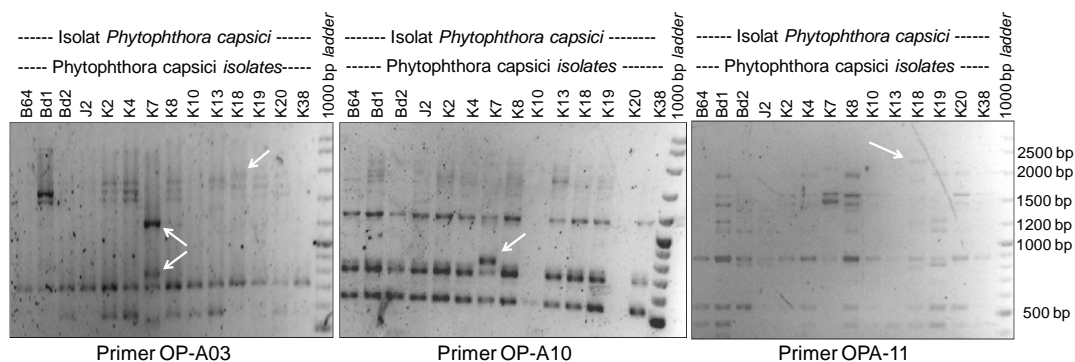 ------ Isolat Phytophthora capsici ------
----- Phytophthora capsici isolates-----
B64 Bd1 Bd2 J2 K2 K4 K7 K8 K10 K13 K18 K19 K20 K38 1000 bp ladder
Primer OP-A03
------- Isolat Phytophthora capsici --------
----- Phytophthora capsici isolates ------
B64 Bd1 Bd2 J2 K2 K4 K7 K8 K10 K13 K18 K19 K20 K38 1000 bp ladder
Primer OP-A10
------ Isolat Phytophthora capsici ------
----- Phytophthora capsici isolates -----
B64 Bd1 Bd2 J2 K2 K4 K7 K8 K10 K13 K18 K19 K20 K38 1000 bp ladder
2500 bp
2000 bp
1500 bp
1200 bp
1000 bp
500 bp
Primer OPA-11